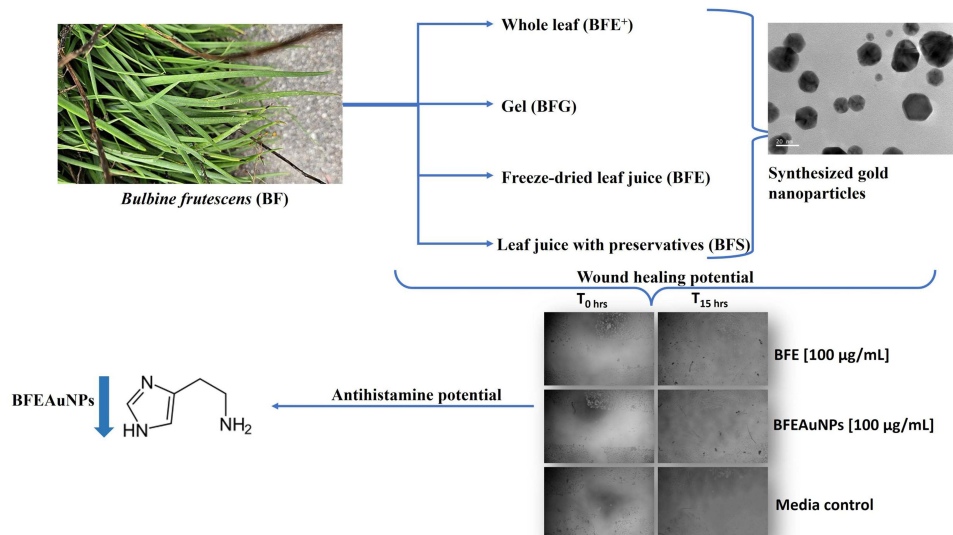 Whole leaf (BFE⁺)
Gel (BFG)
Freeze-dried leaf juice (BFE)
Leaf juice with preservatives (BFS)
Bulbine frutescens (BF)
20 nm
Synthesized gold
nanoparticles
Wound healing potential
T0 hrs
T15 hrs
BFE [100 µg/mL]
BFEAuNPs [100 µg/mL]
Media control
Antihistamine potential
BFEAuNPs
N
HN
NH2